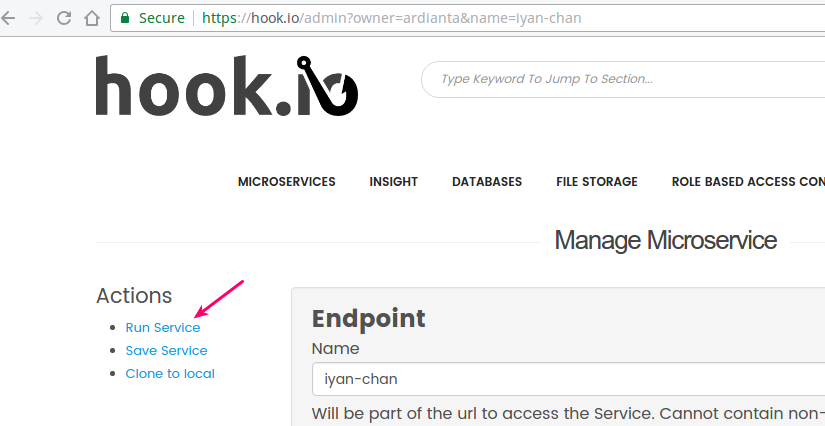 Secure https://hook.io/admin?owner=ardianta&name=iyan-chan
hook.io
Type Keyword To Jump To Section...
MICROSERVICES INSIGHT DATABASES FILE STORAGE ROLE BASED ACCESS CON
Manage Microservice
Actions
Run Service
Save Service
Clone to local
Endpoint
Name
iyan-chan
Will be part of the url to access the Service. Cannot contain non-